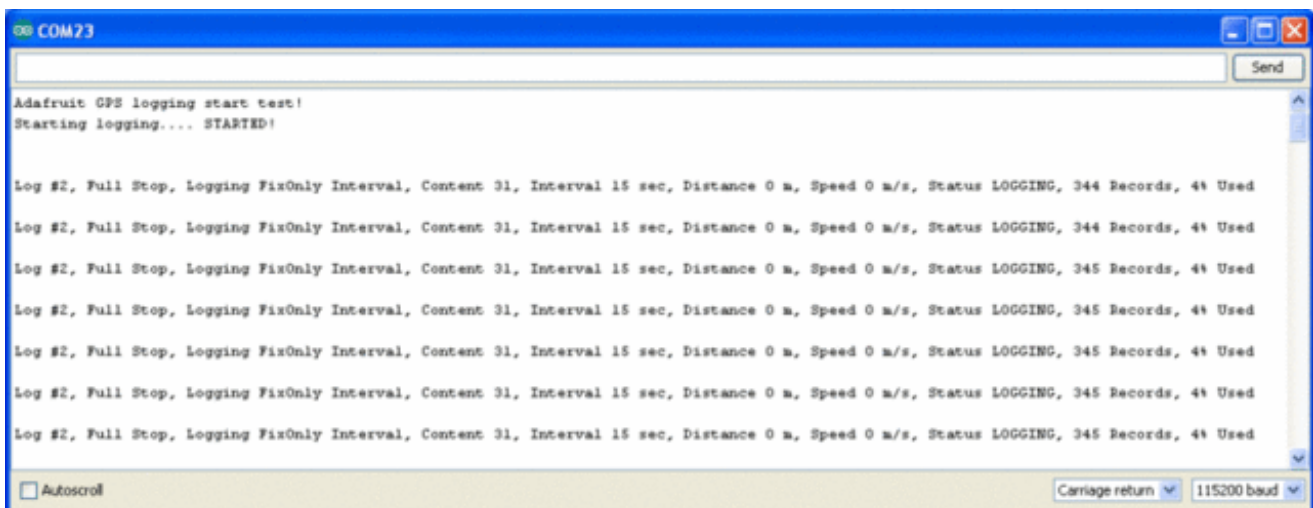 COM23
Send
Adafruit GPS logging start test!
Starting logging.... STARTED!
Log #2, Full Stop, Logging FixOnly Interval, Content 31, Interval 15 sec, Distance 0 m, Speed 0 m/s, Status LOGGING, 344 Records, 4% Used
Log #2, Full Stop, Logging FixOnly Interval, Content 31, Interval 15 sec, Distance 0 m, Speed 0 m/s, Status LOGGING, 344 Records, 4% Used
Log #2, Full Stop, Logging FixOnly Interval, Content 31, Interval 15 sec, Distance 0 m, Speed 0 m/s, Status LOGGING, 345 Records, 4% Used
Log #2, Full Stop, Logging FixOnly Interval, Content 31, Interval 15 sec, Distance 0 m, Speed 0 m/s, Status LOGGING, 345 Records, 4% Used
Log #2, Full Stop, Logging FixOnly Interval, Content 31, Interval 15 sec, Distance 0 m, Speed 0 m/s, Status LOGGING, 345 Records, 4% Used
Log #2, Full Stop, Logging FixOnly Interval, Content 31, Interval 15 sec, Distance 0 m, Speed 0 m/s, Status LOGGING, 345 Records, 4% Used
Log #2, Full Stop, Logging FixOnly Interval, Content 31, Interval 15 sec, Distance 0 m, Speed 0 m/s, Status LOGGING, 345 Records, 4% Used
Autoscroll Carriage return 115200 baud